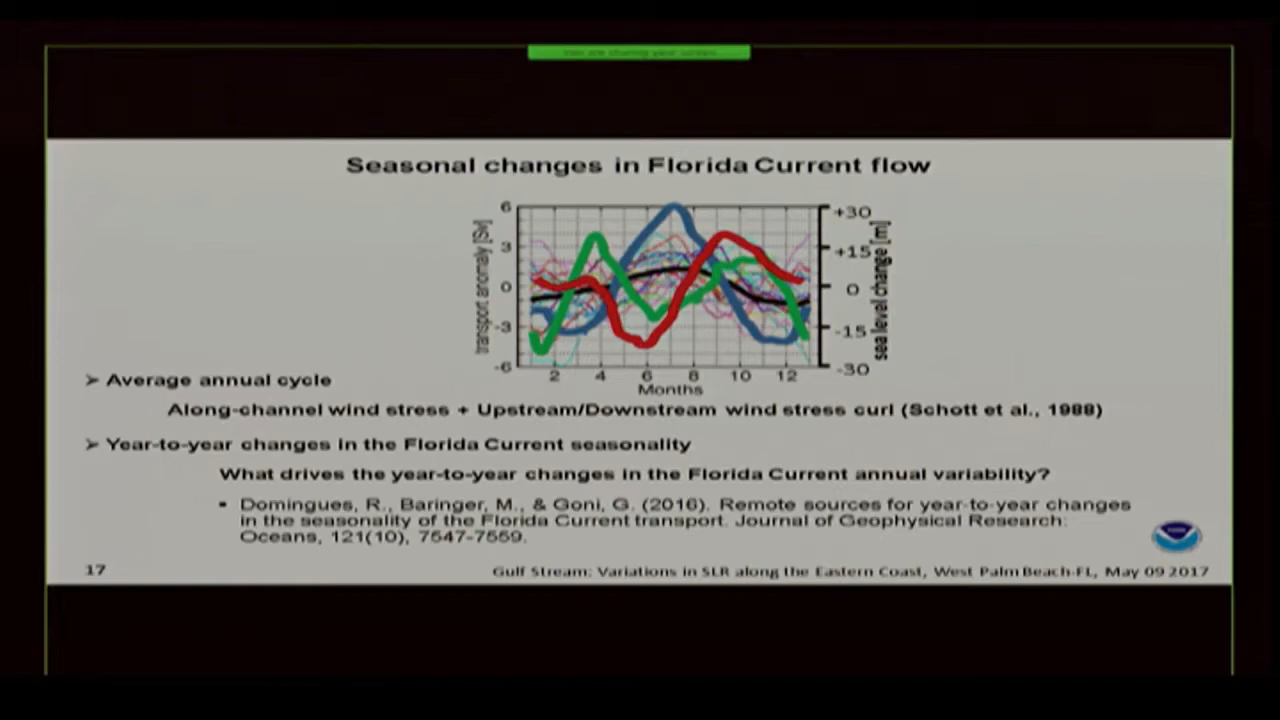 Seasonal changes in Florida Current flow
6
3
0
-3
-6
transport anomaly [Sv]
+30
+15
0
-15
-30
sea level change [m]
2 4 6 8 10 12
Months
➢ Average annual cycle
Along-channel wind stress + Upstream/Downstream wind stress curl (Schott et al., 1988)
➢ Year-to-year changes in the Florida Current seasonality
What drives the year-to-year changes in the Florida Current annual variability?
▪ Domingues, R., Baringer, M., & Goni, G. (2016). Remote sources for year-to-year changes
in the seasonality of the Florida Current transport. Journal of Geophysical Research:
Oceans, 121(10), 7547-7559.
17
Gulf Stream: Variations in SLR along the Eastern Coast, West Palm Beach-FL, May 09 2017